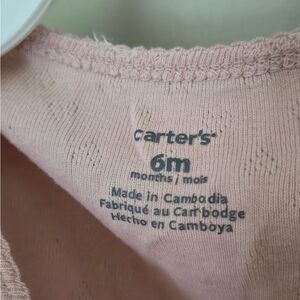 carter's
6m
months / mois
Made in Cambodia
Fabriqué au Cambodge
Hecho en Camboya